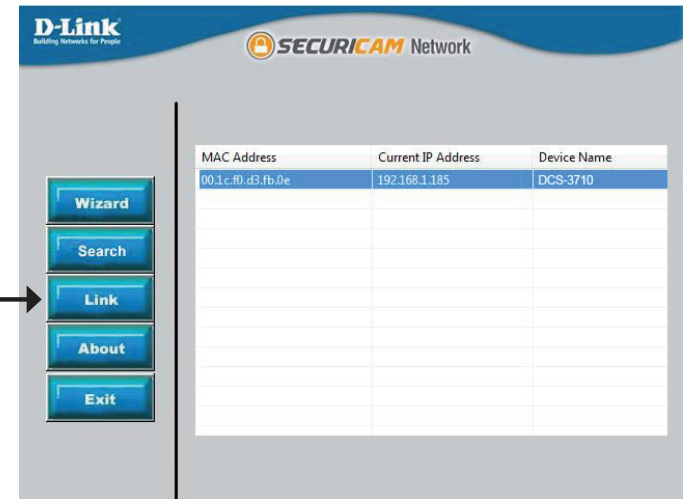 D-Link
Building Networks for People
SECURICAM Network
MAC Address Current IP Address Device Name
00.1c.f0.d3.fb.0e 192.168.1.185 DCS-3710
Wizard
Search
Link
About
Exit